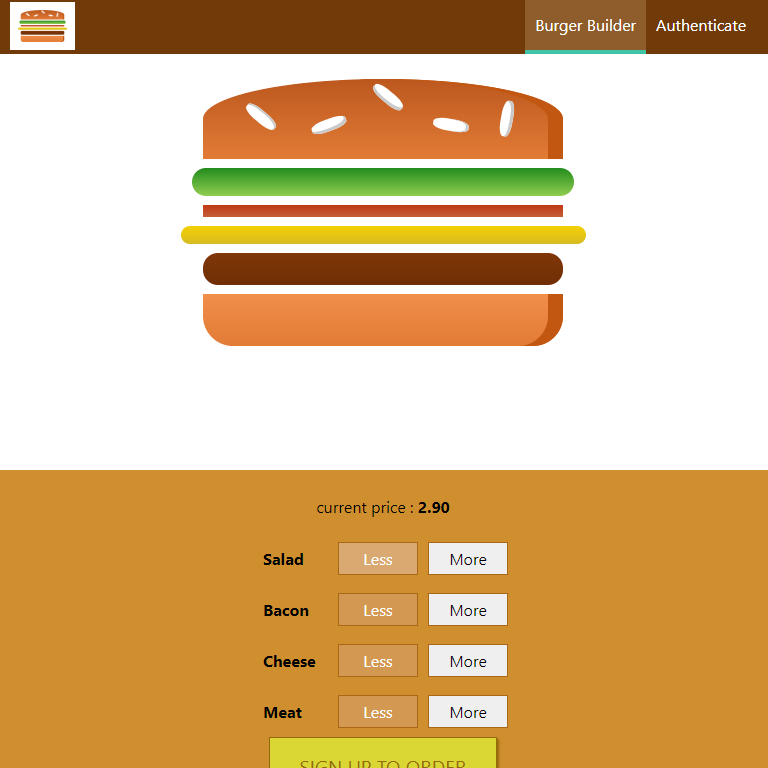 Burger Builder Authenticate
current price : 2.90
Salad Less More
Bacon Less More
Cheese Less More
Meat Less More
SIGN UP TO ORDER